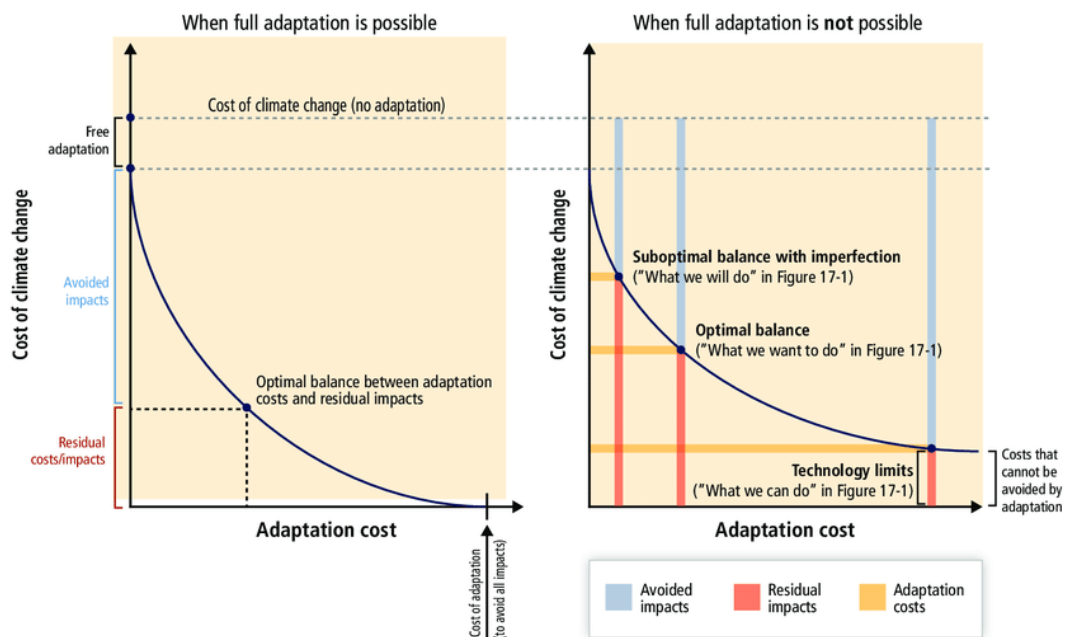 When full adaptation is possible
Cost of climate change (no adaptation)
Free
adaptation
Cost of climate change
Avoided
impacts
Optimal balance between adaptation
costs and residual impacts
Residual
costs/impacts
Adaptation cost
Cost of adaptation
(to avoid all impacts)
When full adaptation is not possible
Cost of climate change
Suboptimal balance with imperfection
("What we will do" in Figure 17-1)
Optimal balance
("What we want to do" in Figure 17-1)
Technology limits
("What we can do" in Figure 17-1)
Costs that
cannot be
avoided by
adaptation
Adaptation cost
Avoided
impacts
Residual
impacts
Adaptation
costs